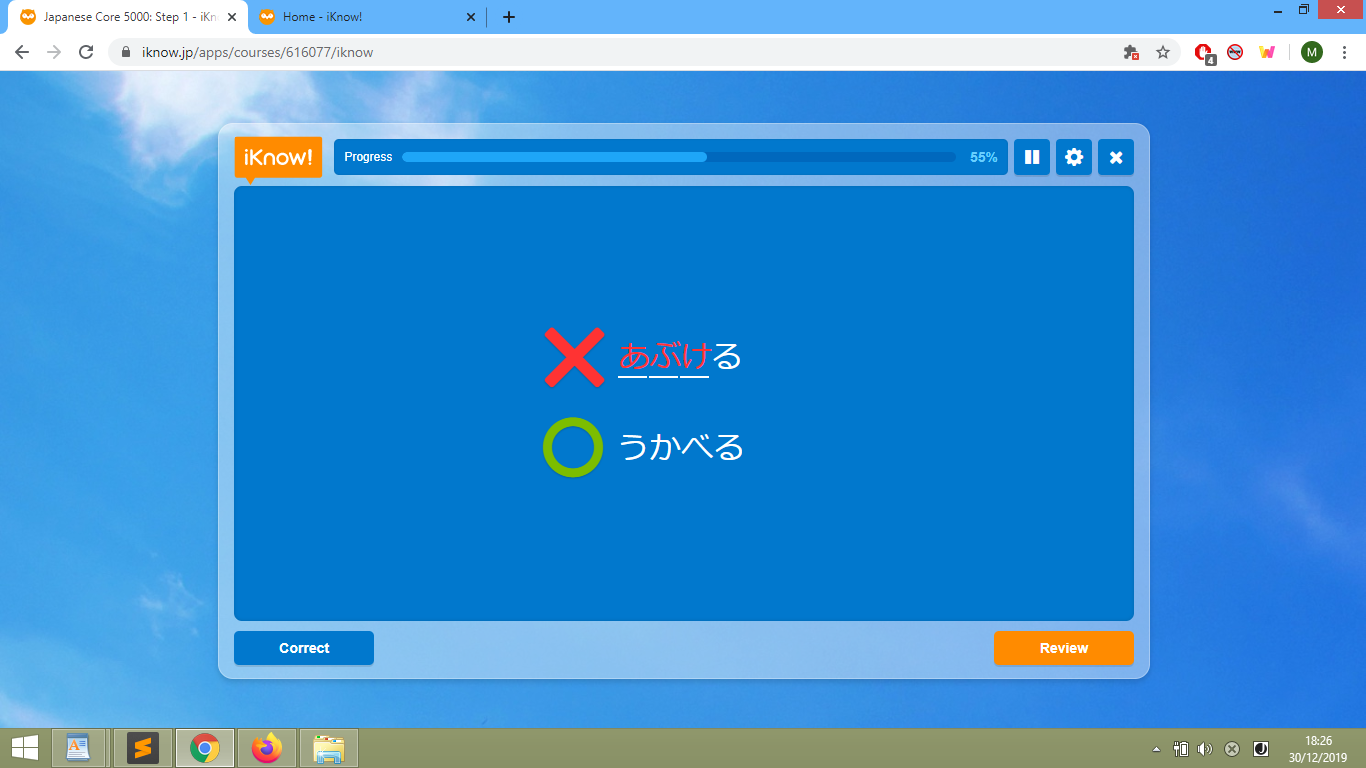 Japanese Core 5000: Step 1 - iKn
Home - iKnow!
iknow.jp/apps/courses/616077/iknow
4
M
iKnow!
Progress
55%
あぶける
うかべる
Correct
Review
18:26
30/12/2019